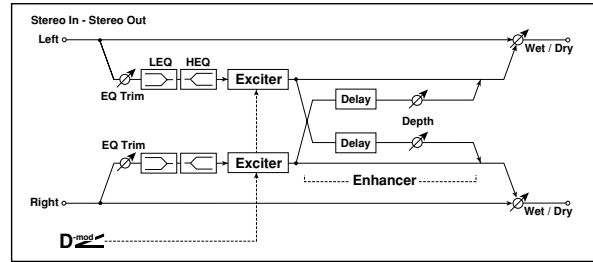 Stereo In - Stereo Out
Left
Wet / Dry
LEQ HEQ
EQ Trim
Exciter
Delay
Depth
EQ Trim
Delay
Exciter
Enhancer
Right
Wet / Dry
D-mod